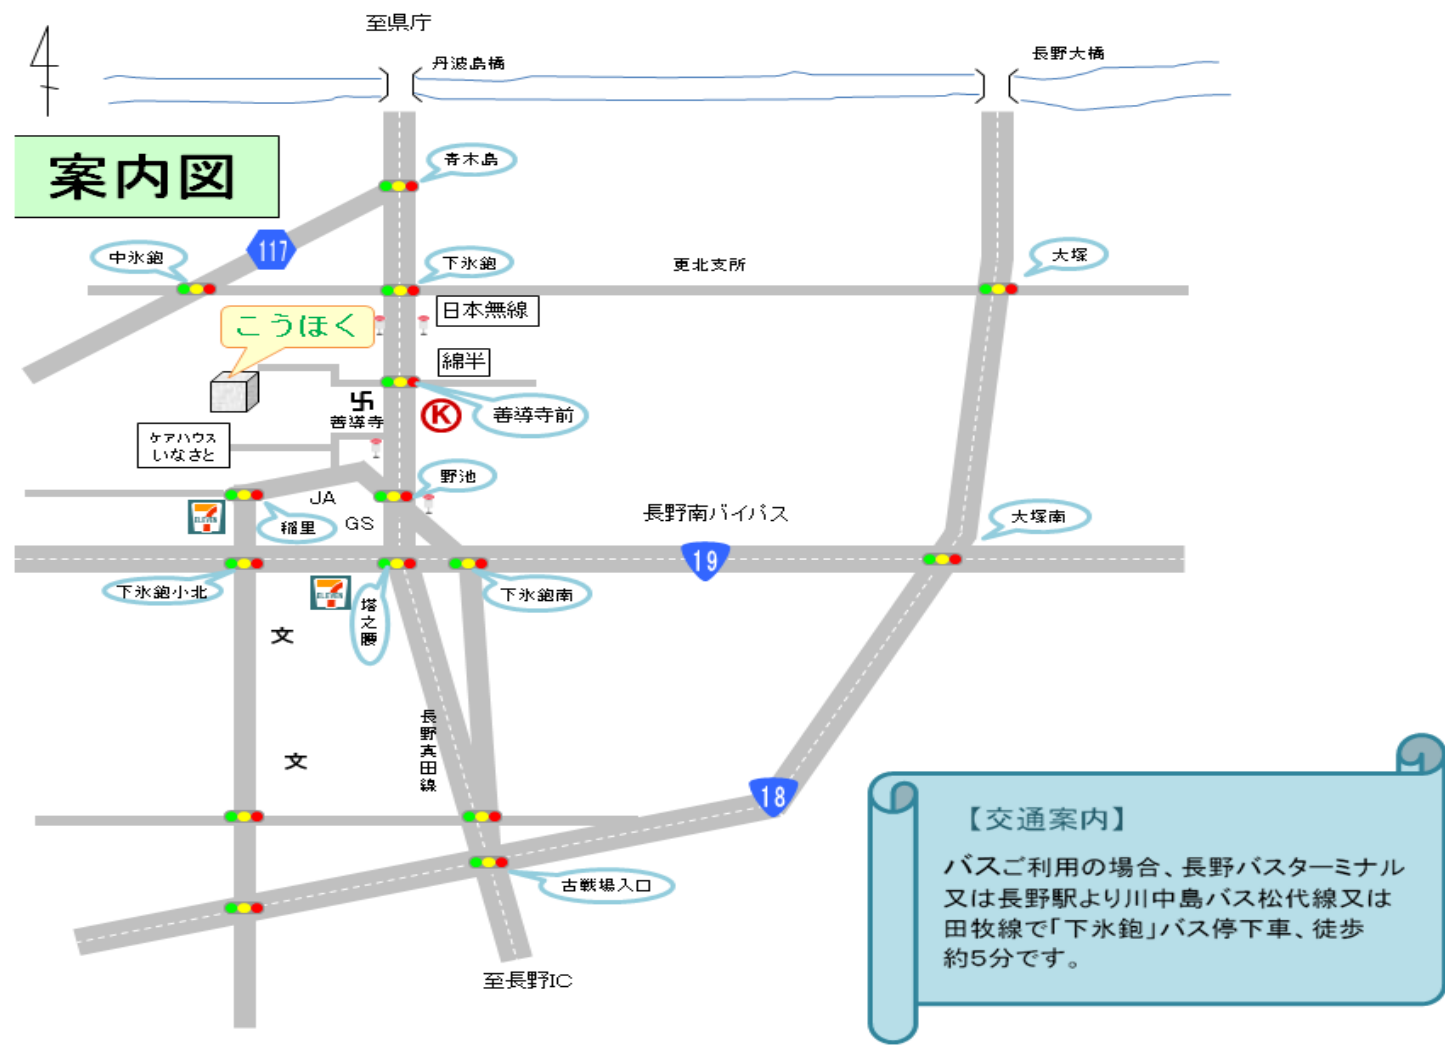 至県庁
丹波島橋
長野大橋
案内図
青木島
117
中氷鉋
下氷鉋
更北支所
大塚
日本無線
こうほく
綿半
卐
善導寺
K
善導寺前
ケアハウス
いなさと
野池
JA
稲里
GS
長野南バイパス
大塚南
19
ELEVEN
下氷鉋小北
ELEVEN
塔之腰
下氷鉋南
文
長野真田線
文
18
古戦場入口
至長野IC
【交通案内】
バスご利用の場合、長野バスターミナル
又は長野駅より川中島バス松代線又は
田牧線で「下氷鉋」バス停下車、徒歩
約5分です。